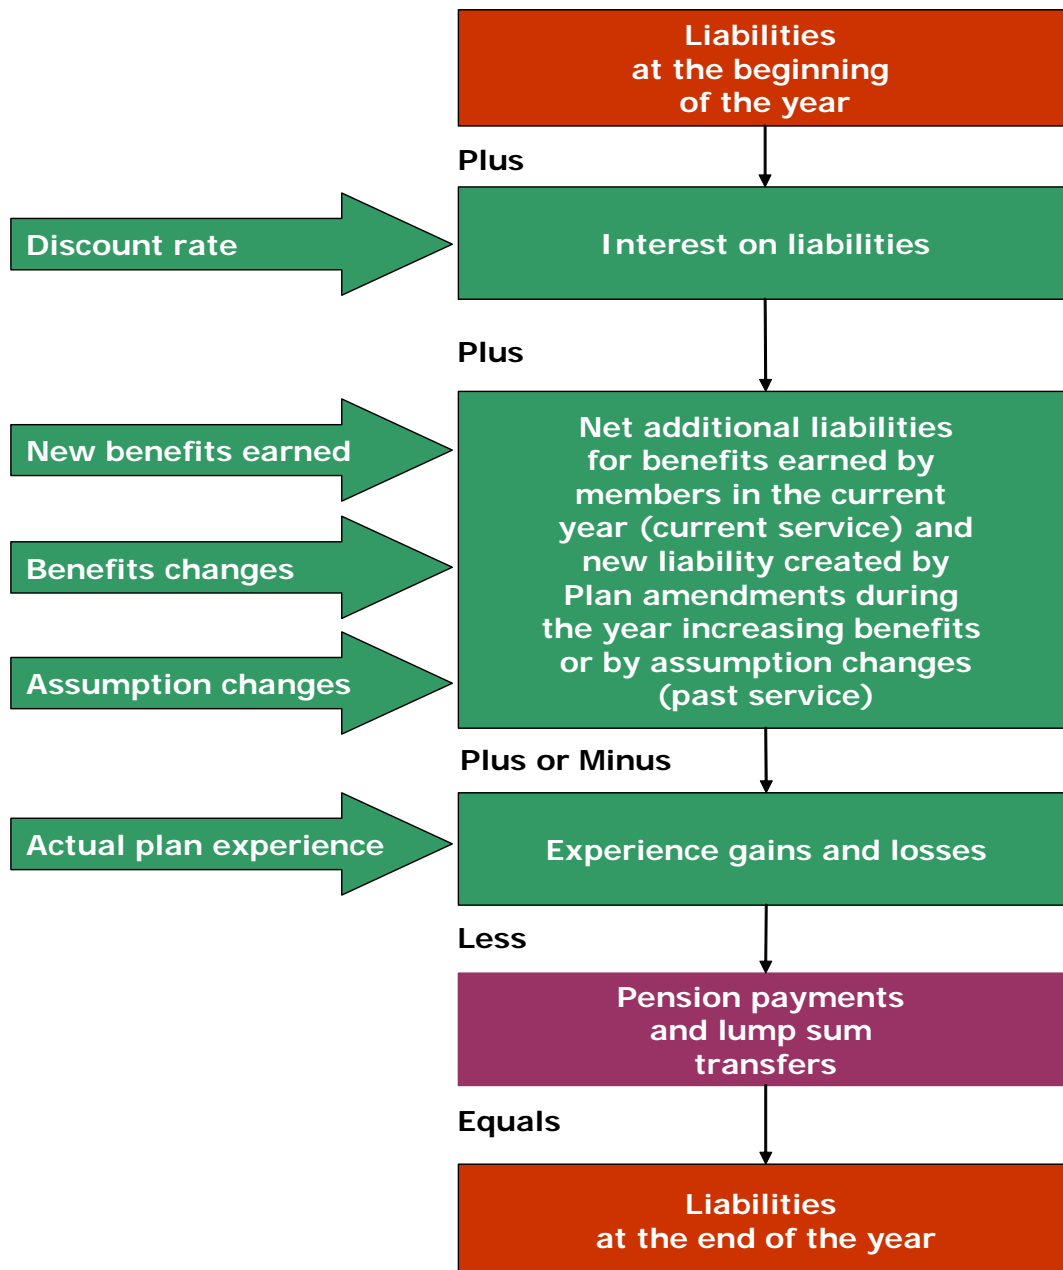 Liabilities
at the beginning
of the year
Plus
Discount rate
Interest on liabilities
Plus
New benefits earned
Benefits changes
Assumption changes
Net additional liabilities
for benefits earned by
members in the current
year (current service) and
new liability created by
Plan amendments during
the year increasing benefits
or by assumption changes
(past service)
Plus or Minus
Actual plan experience
Experience gains and losses
Less
Pension payments
and lump sum
transfers
Equals
Liabilities
at the end of the year